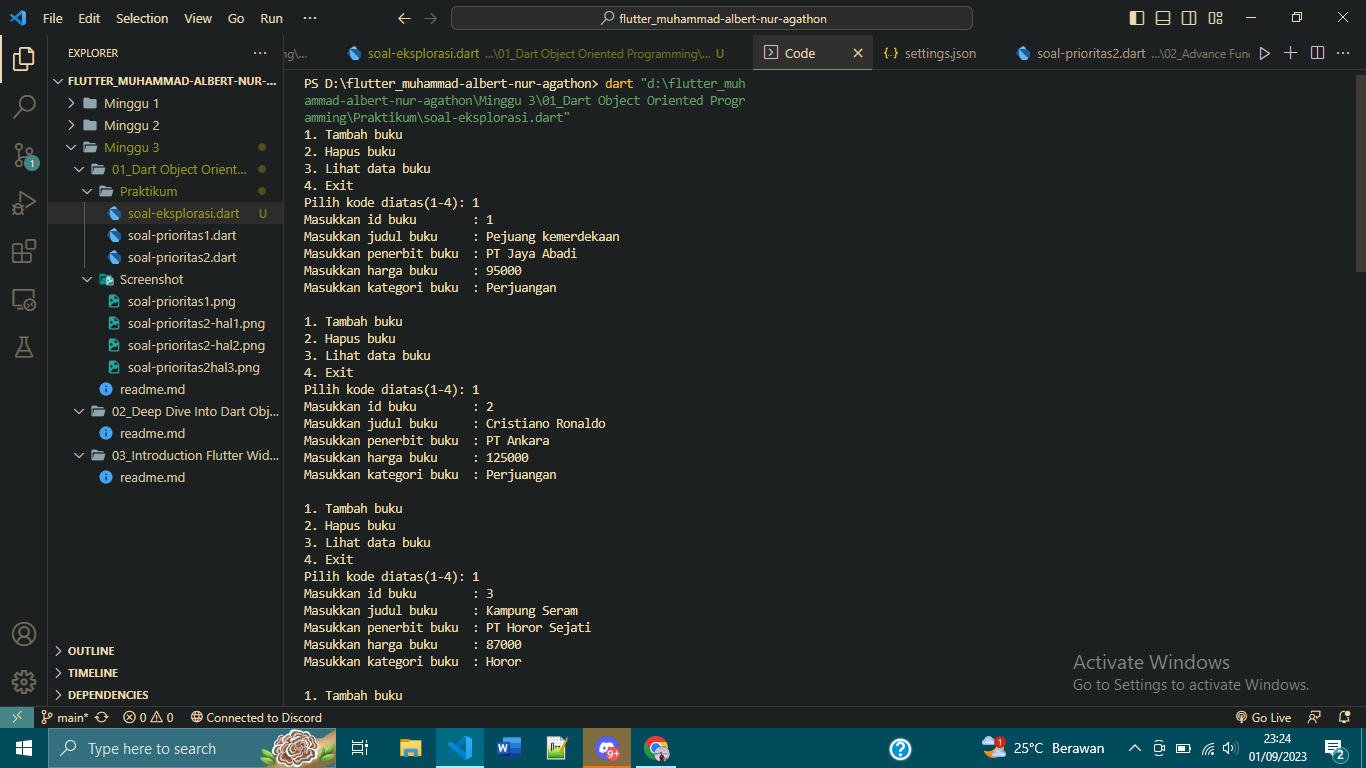 File Edit Selection View Go Run ···
flutter_muhammad-albert-nur-agathon
EXPLORER ···
soal-eksplorasi.dart ...\01_Dart Object Oriented Programming\... U
Code
settings.json
soal-prioritas2.dart ...\02_Advance Fun
FLUTTER_MUHAMMAD-ALBERT-NUR-...
Minggu 1
Minggu 2
Minggu 3
01_Dart Object Orient...
Praktikum
soal-eksplorasi.dart U
soal-prioritas1.dart
soal-prioritas2.dart
Screenshot
soal-prioritas1.png
soal-prioritas2-hal1.png
soal-prioritas2-hal2.png
soal-prioritas2hal3.png
readme.md
02_Deep Dive Into Dart Obj...
readme.md
03_Introduction Flutter Wid...
readme.md
OUTLINE
TIMELINE
DEPENDENCIES
1
PS D:\flutter_muhammad-albert-nur-agathon> dart "d:\flutter_muh
ammad-albert-nur-agathon\Minggu 3\01_Dart Object Oriented Progr
amming\Praktikum\soal-eksplorasi.dart"
1. Tambah buku
2. Hapus buku
3. Lihat data buku
4. Exit
Pilih kode diatas(1-4): 1
Masukkan id buku : 1
Masukkan judul buku : Pejuang kemerdekaan
Masukkan penerbit buku : PT Jaya Abadi
Masukkan harga buku : 95000
Masukkan kategori buku : Perjuangan
1. Tambah buku
2. Hapus buku
3. Lihat data buku
4. Exit
Pilih kode diatas(1-4): 1
Masukkan id buku : 2
Masukkan judul buku : Cristiano Ronaldo
Masukkan penerbit buku : PT Ankara
Masukkan harga buku : 125000
Masukkan kategori buku : Perjuangan
1. Tambah buku
2. Hapus buku
3. Lihat data buku
4. Exit
Pilih kode diatas(1-4): 1
Masukkan id buku : 3
Masukkan judul buku : Kampung Seram
Masukkan penerbit buku : PT Horor Sejati
Masukkan harga buku : 87000
Masukkan kategori buku : Horor
1. Tambah buku
Activate Windows
Go to Settings to activate Windows.
main* 0 0 Connected to Discord
Go Live
Type here to search
9+
1
25°C Berawan
23:24
01/09/2023
2